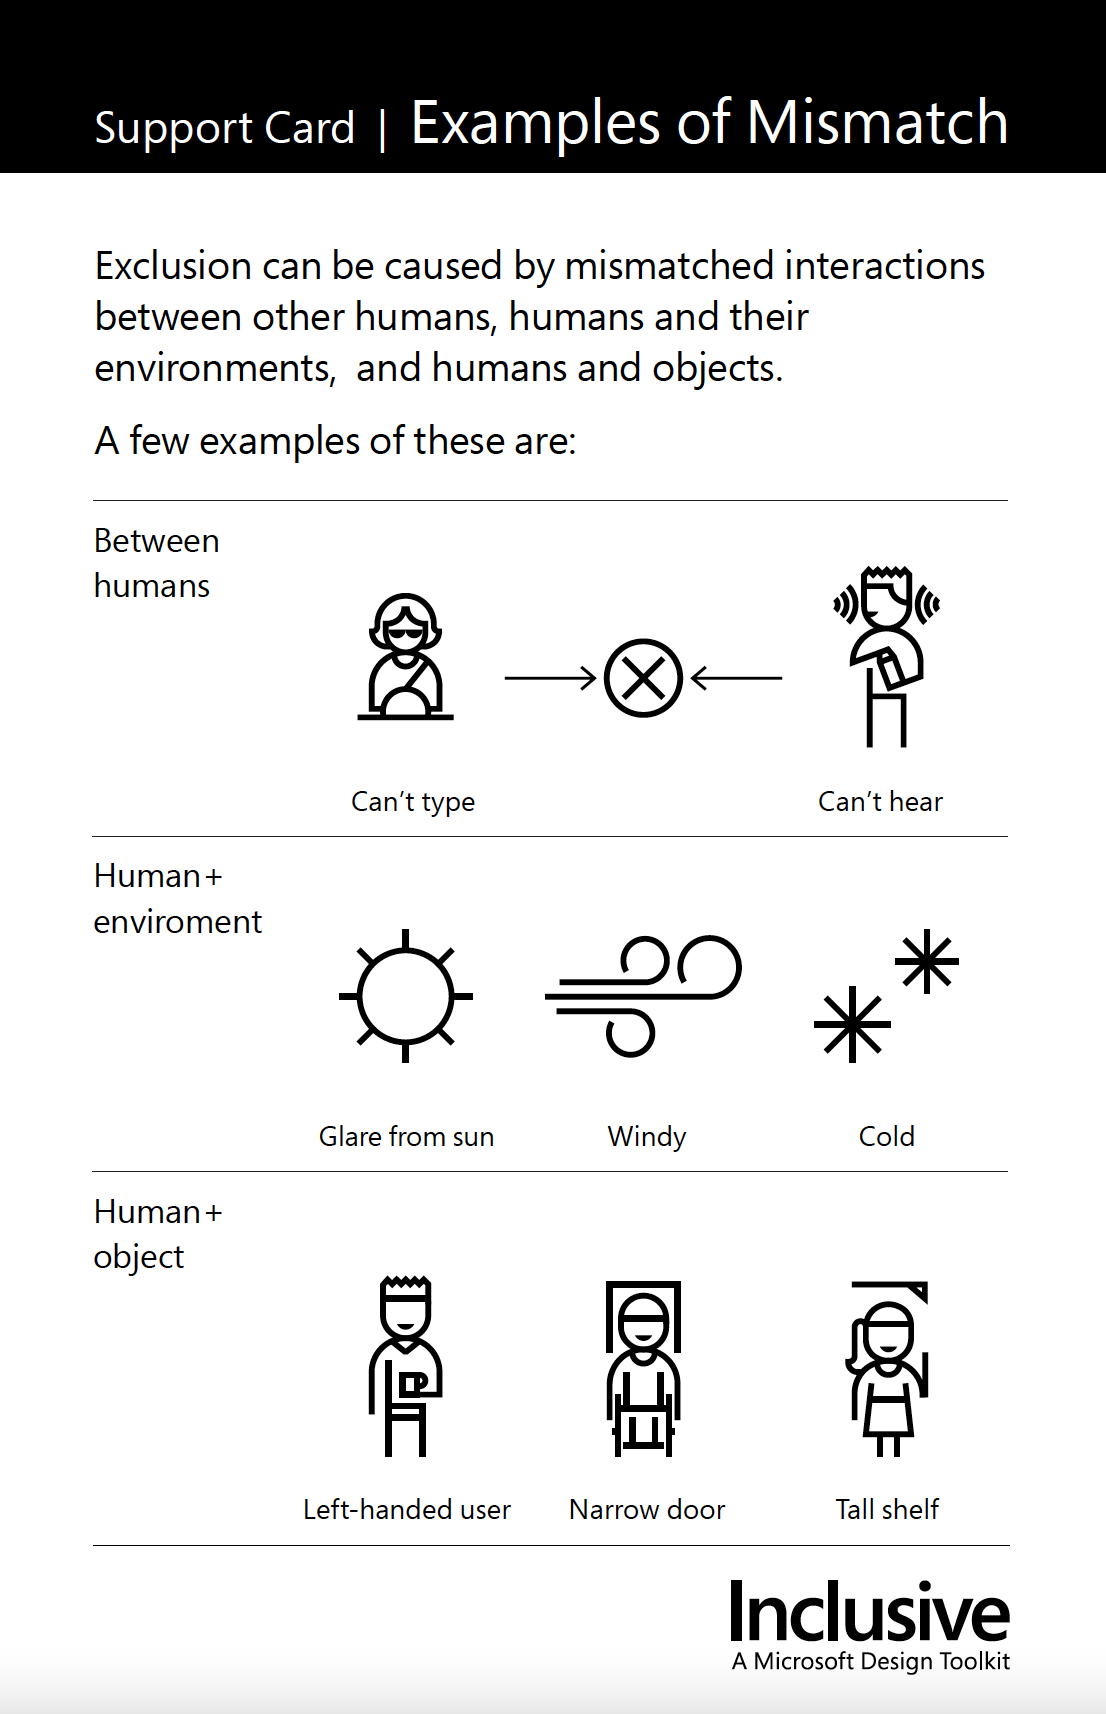 Support Card | Examples of Mismatch
Exclusion can be caused by mismatched interactions
between other humans, humans and their
environments,  and humans and objects.
A few examples of these are:
Between
humans
Can’t type
Can’t hear
Human+
enviroment
Glare from sun
Windy
Cold
Human+
object
Left-handed user
Narrow door
Tall shelf
Inclusive
A Microsoft Design Toolkit